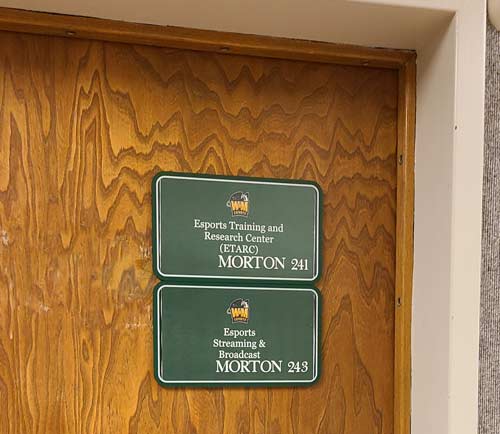 W&M
Esports Training and
Research Center
(ETARC)
MORTON 241
W&M
Esports
Streaming &
Broadcast
MORTON 243